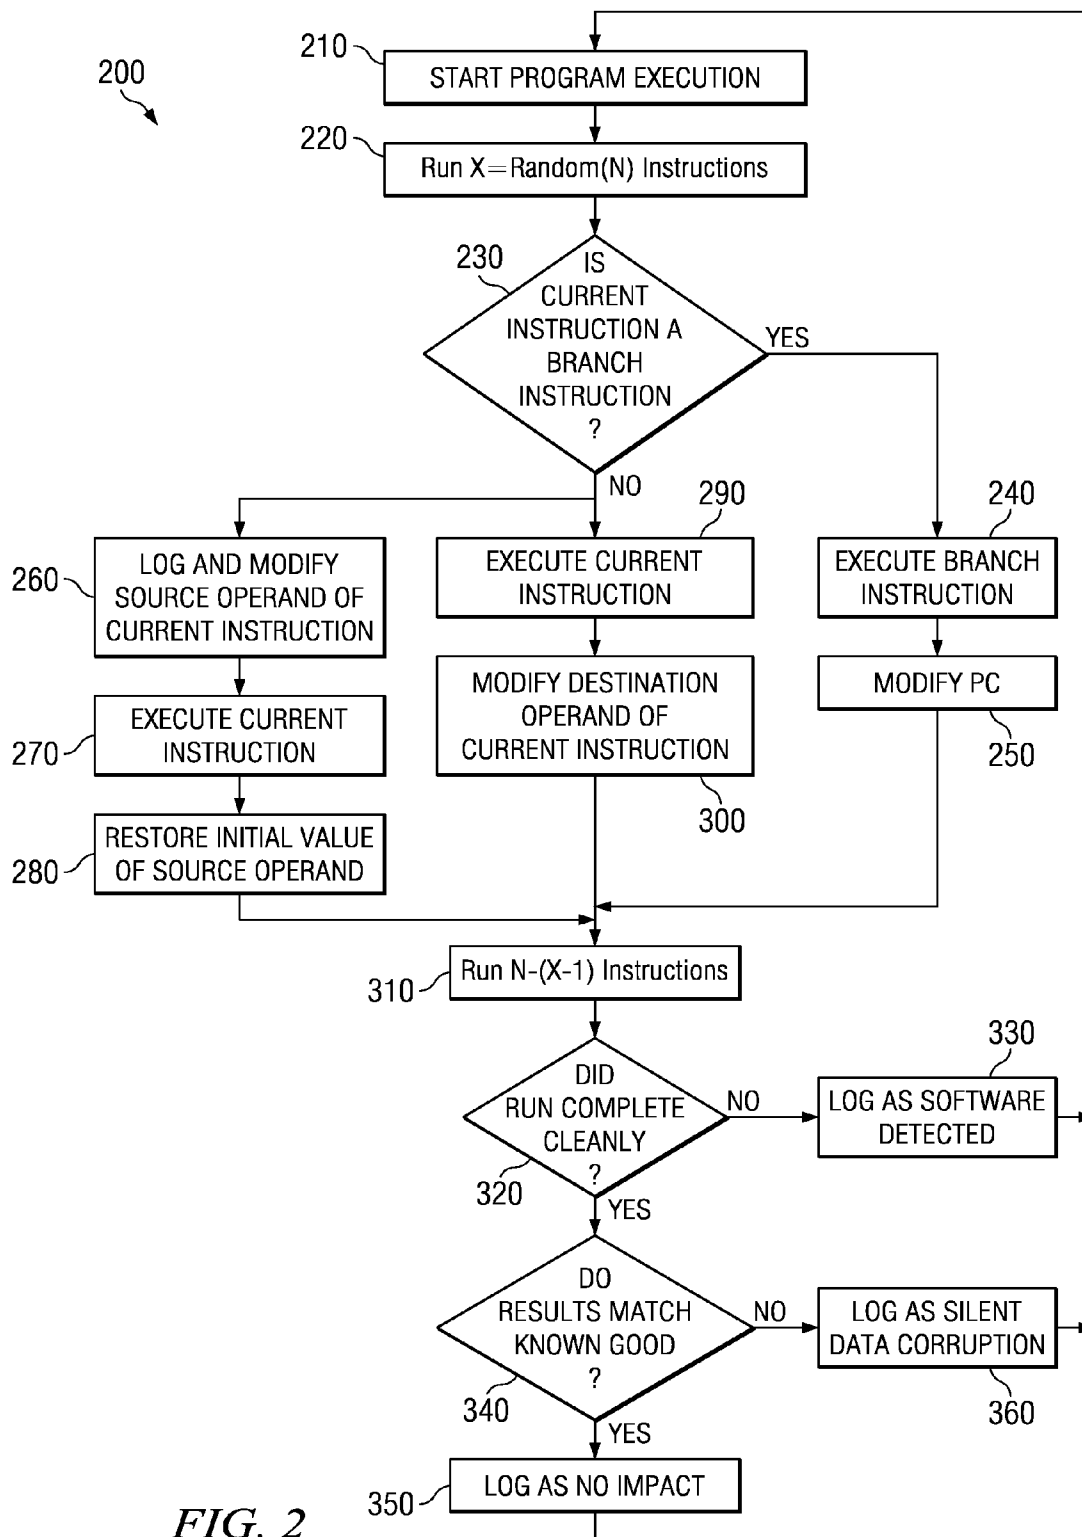 200
210
START PROGRAM EXECUTION
220
Run X=Random(N) Instructions
230
IS
CURRENT
INSTRUCTION A
BRANCH
INSTRUCTION
?
YES
NO
260
LOG AND MODIFY
SOURCE OPERAND OF
CURRENT INSTRUCTION
290
EXECUTE CURRENT
INSTRUCTION
240
EXECUTE BRANCH
INSTRUCTION
270
EXECUTE CURRENT
INSTRUCTION
MODIFY DESTINATION
OPERAND OF
CURRENT INSTRUCTION
300
MODIFY PC
250
280
RESTORE INITIAL VALUE
OF SOURCE OPERAND
310
Run N-(X-1) Instructions
DID
RUN COMPLETE
CLEANLY
?
320
NO
YES
330
LOG AS SOFTWARE
DETECTED
DO
RESULTS MATCH
KNOWN GOOD
?
340
NO
YES
LOG AS SILENT
DATA CORRUPTION
360
350
LOG AS NO IMPACT
FIG. 2